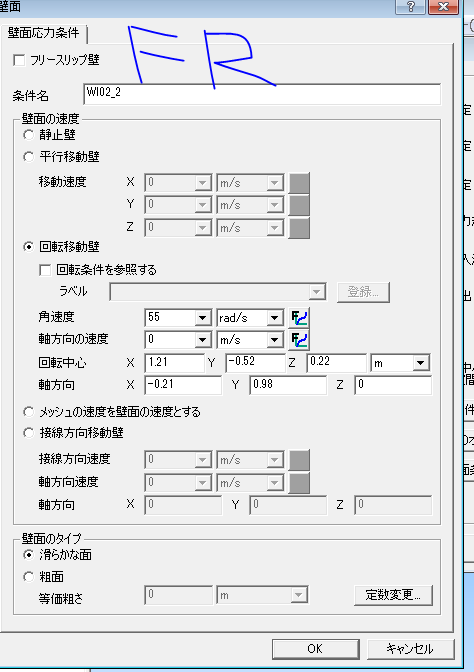 壁面
?
壁面応力条件
FR
フリースリップ壁
条件名 WI02_2
壁面の速度
静止壁
平行移動壁
移動速度 X 0 m/s
Y 0 m/s
Z 0 m/s
回転移動壁
回転条件を参照する
ラベル 登録...
角速度 55 rad/s
軸方向の速度 0 m/s
回転中心 X 1.21 Y -0.52 Z 0.22 m
軸方向 X -0.21 Y 0.98 Z 0
メッシュの速度を壁面の速度とする
接線方向移動壁
接線方向速度 0 m/s
軸方向速度 0 m/s
軸方向 X 0 Y 0 Z 0
壁面のタイプ
滑らかな面
粗面
等価粗さ 0 m 定数変更...
OK キャンセル